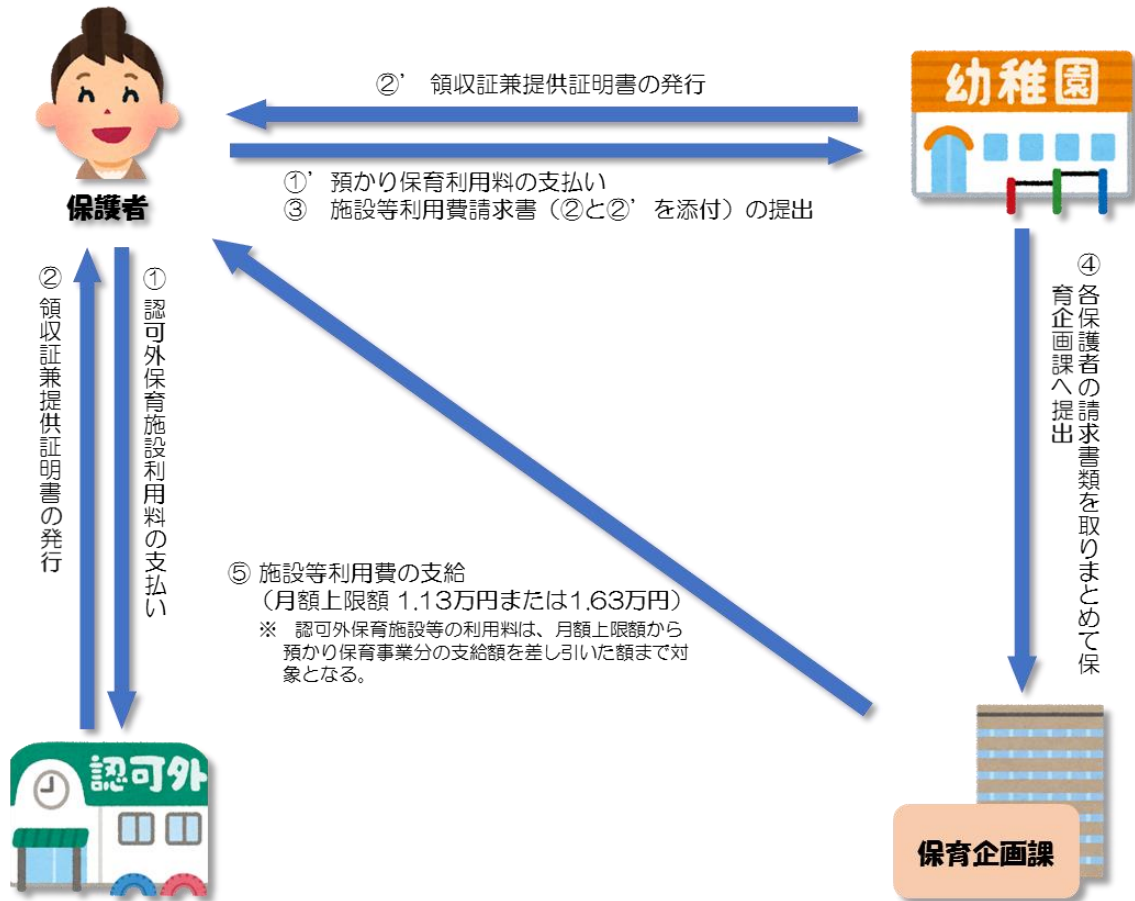 ②’ 領収証兼提供証明書の発行
幼稚園
保護者
①’ 預かり保育利用料の支払い
③ 施設等利用費請求書（②と②’を添付）の提出
② 領収証兼提供証明書の発行
① 認可外保育施設利用料の支払い
④ 各保護者の請求書類を取りまとめて保
育企画課へ提出
⑤ 施設等利用費の支給
（月額上限額 1.13万円または1.63万円）
※ 認可外保育施設等の利用料は、月額上限額から
預かり保育事業分の支給額を差し引いた額まで対
象となる。
認可外
保育企画課